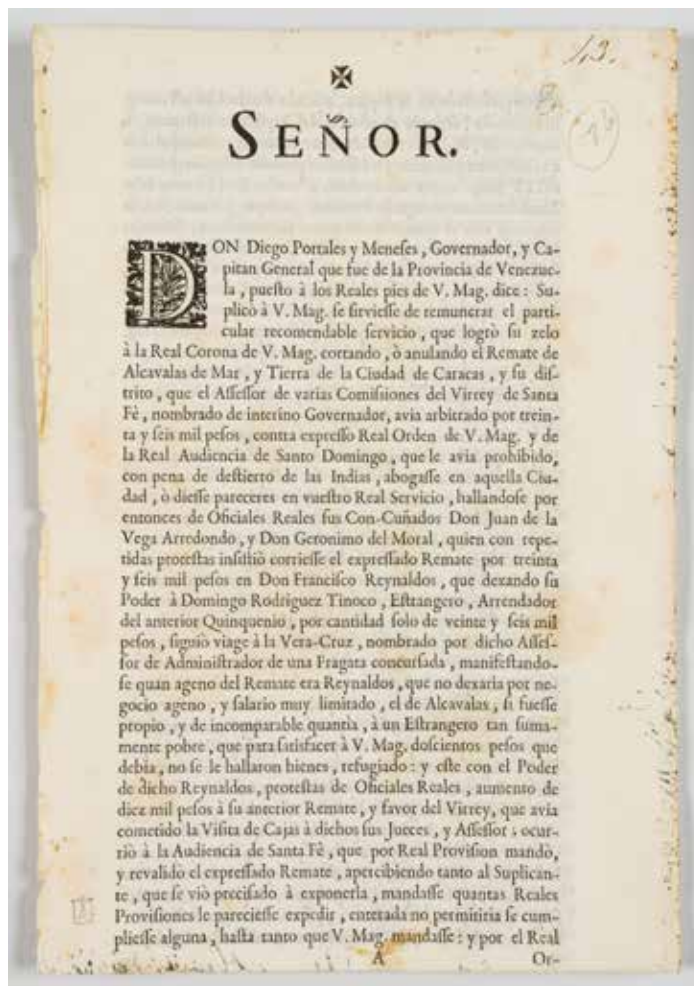 13.
SEÑOR.
DON Diego Portales y Meneses, Governador, y Ca-
pitan General que fue de la Provincia de Venezue-
la, puesto à los Reales pies de V. Mag. dice: Su-
plicò à V. Mag. se sirviesse de remunerar el parti-
cular recomendable servicio, que logrò su zelo
à la Real Corona de V. Mag. cortando, ò anulando el Remate de
Alcavalas de Mar, y Tierra de la Ciudad de Caracas, y su dis-
trito, que el Assessor de varias Comissiones del Virrey de Santa
Fè, nombrado de interino Governador, avia arbitrado por trein-
ta y seis mil pesos, contra expresso Real Orden de V. Mag. y de
la Real Audiencia de Santo Domingo, que le avia prohibido,
con pena de destierro de las Indias, abogasse en aquella Ciu-
dad, ò diesse pareceres en vuestro Real Servicio, hallandose por
entonces de Oficiales Reales sus Con-Cuñados Don Juan de la
Vega Arredondo, y Don Geronimo del Moral, quien con repe-
tidas protestas insistiò corriesse el expressado Remate por treinta
y seis mil pesos en Don Francisco Reynaldos, que dexando su
Poder à Domingo Rodriguez Tinoco, Estrangero, Arrendador
del anterior Quinquenio, por cantidad solo de veinte y seis mil
pesos, siguiò viage à la Vera-Cruz, nombrado por dicho Asses-
sor de Administrador de una Fragata concursada, manifestando-
se quan ageno del Remate era Reynaldos, que no dexaria por ne-
gocio ageno, y salario muy limitado, el de Alcavalas, si fuesse
propio, y de incomparable quantia, à un Estrangero tan suma-
mente pobre, que para satisfacer à V. Mag. doscientos pesos que
debia, no se le hallaron bienes, refugiado: y este con el Poder
de dicho Reynaldos, protestas de Oficiales Reales, aumento de
diez mil pesos à su anterior Remate, y favor del Virrey, que avia
cometido la Visita de Cajas à dichos sus Jueces, y Assessor, ocur-
riò à la Audiencia de Santa Fè, que por Real Provision mandò,
y revalidò el expressado Remate, apercibiendo tanto al Suplican-
te, que se viò precisado à exponerla, mandasse quantas Reales
Provisiones le pareciesse expedir, enterada no permitiria se cum-
pliesse alguna, hasta tanto que V. Mag. mandasse: y por el Real
A
Or-